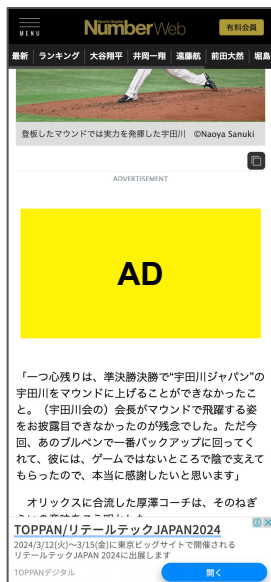 MENU
Sports Graphic
NumberWeb
有料会員
最新 ランキング 大谷翔平 井岡一翔 遠藤航 前田大然 堀島
登板したマウンドでは実力を発揮した宇田川 ©Naoya Sanuki
ADVERTISEMENT
AD
「一つ心残りは、準決勝決勝で“宇田川ジャパン”の
宇田川をマウンドに上げることができなかったこ
と。（宇田川会の）会長がマウンドで飛躍する姿
をお披露目できなかったのが残念でした。ただ今
回、あのブルペンで一番バックアップに回ってく
れて、彼には、ゲームではないところで陰で支えて
もらったので、本当に感謝したいと思います」
オリックスに合流した厚澤コーチは、そのねぎ
TOPPAN/リテールテックJAPAN2024
2024/3/12(火)〜3/15(金)に東京ビッグサイトで開催される
リテールテックJAPAN 2024に出展します
TOPPANデジタル
開く